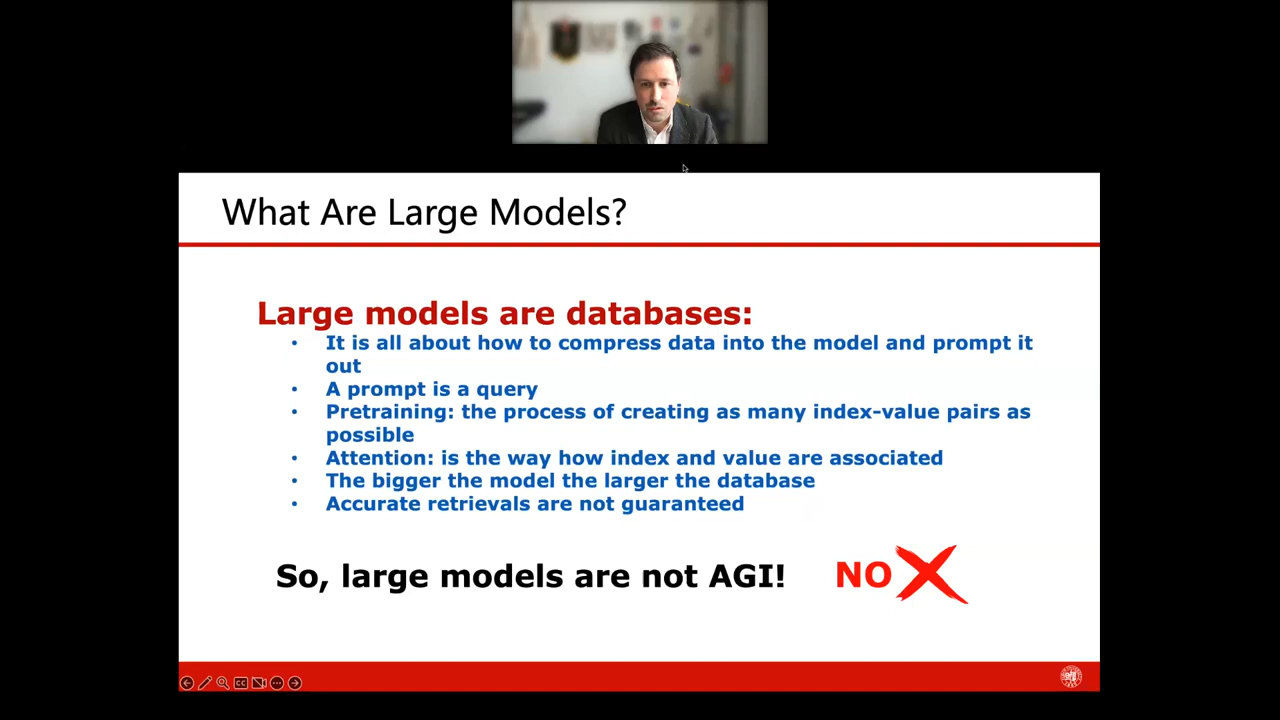 What Are Large Models?
Large models are databases:
• It is all about how to compress data into the model and prompt it
out
• A prompt is a query
• Pretraining: the process of creating as many index-value pairs as
possible
• Attention: is the way how index and value are associated
• The bigger the model the larger the database
• Accurate retrievals are not guaranteed
So, large models are not AGI! NO
CC